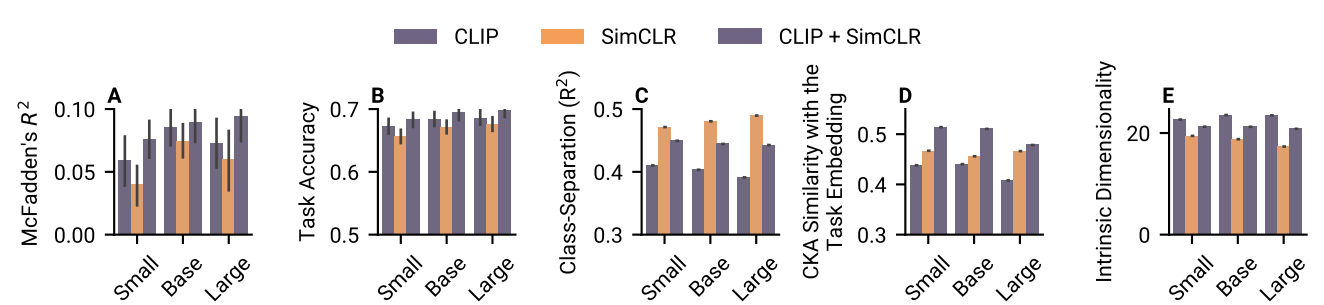 CLIP SimCLR CLIP + SimCLR
A
McFadden's R²
0.10
0.05
0.00
Small Base Large
B
Task Accuracy
0.7
0.6
0.5
Small Base Large
C
Class-Separation (R²)
0.5
0.4
0.3
Small Base Large
D
CKA Similarity with the
Task Embedding
0.5
0.4
0.3
Small Base Large
E
Intrinsic Dimensionality
20
0
Small Base Large